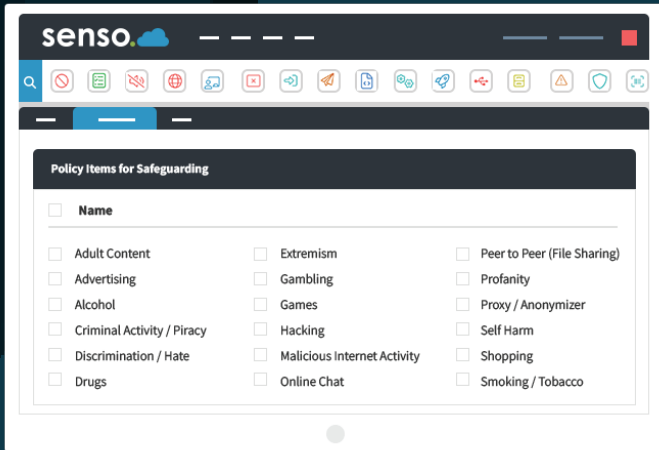 senso.
Policy Items for Safeguarding
Name
Adult Content
Advertising
Alcohol
Criminal Activity / Piracy
Discrimination / Hate
Drugs
Extremism
Gambling
Games
Hacking
Malicious Internet Activity
Online Chat
Peer to Peer (File Sharing)
Profanity
Proxy / Anonymizer
Self Harm
Shopping
Smoking / Tobacco